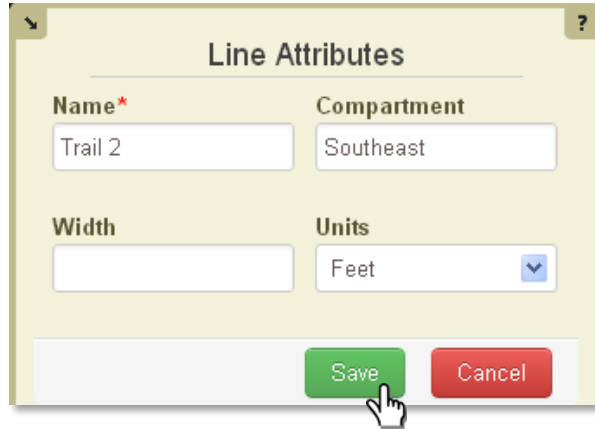 ?
Line Attributes
Name* Compartment
Trail 2 Southeast
Width Units
Feet
Save Cancel